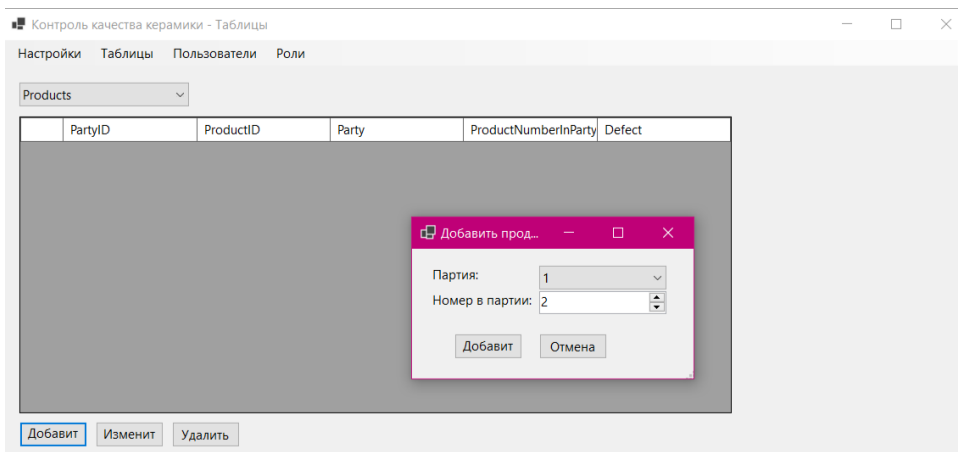 Контроль качества керамики - Таблицы
Настройки Таблицы Пользователи Роли
Products
PartyID ProductID Party ProductNumberInParty Defect
Добавить прод...
Партия: 1
Номер в партии: 2
Добавит Отмена
Добавит Изменит Удалить